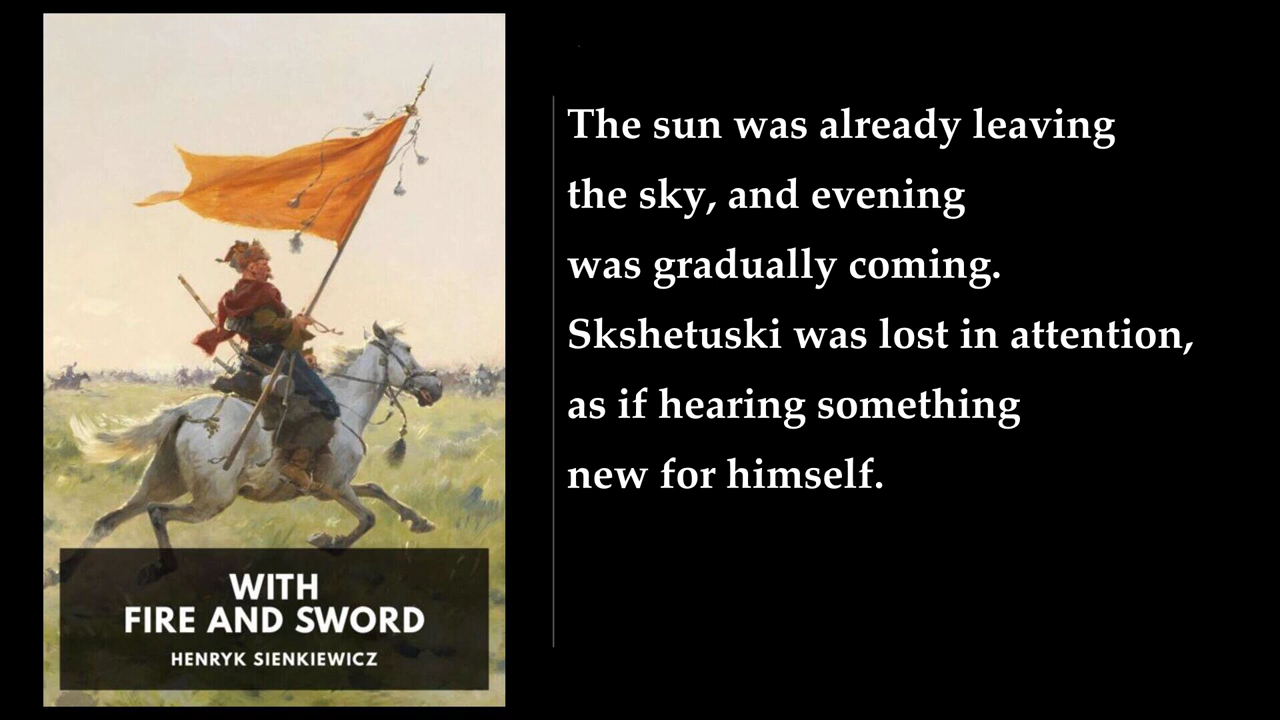 The sun was already leaving
the sky, and evening
was gradually coming.
Skshetuski was lost in attention,
as if hearing something
new for himself.
WITH
FIRE AND SWORD
HENRYK SIENKIEWICZ